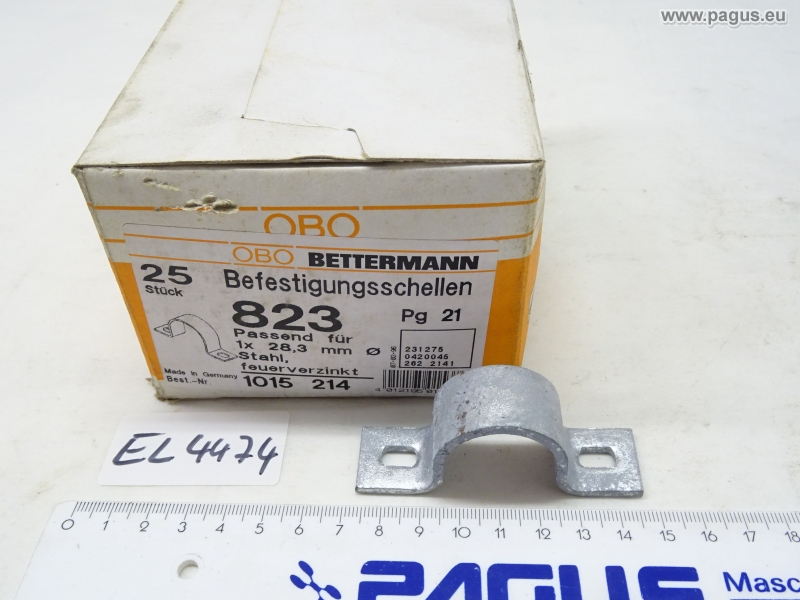 www.pagus.eu
OBO
OBO BETTERMANN
25 Stück
Befestigungsschellen
823
Pg 21
Passend für
1x 28,3 mm Ø
Stahl,
feuerverzinkt
231275
0420045
262 2141
Made in Germany
Best.-Nr.
1015 214
EL 4474
0 1 2 3 4 5 6 7 8 9 10 11 12 13 14 15 16 17 18
PAGUS
Masc